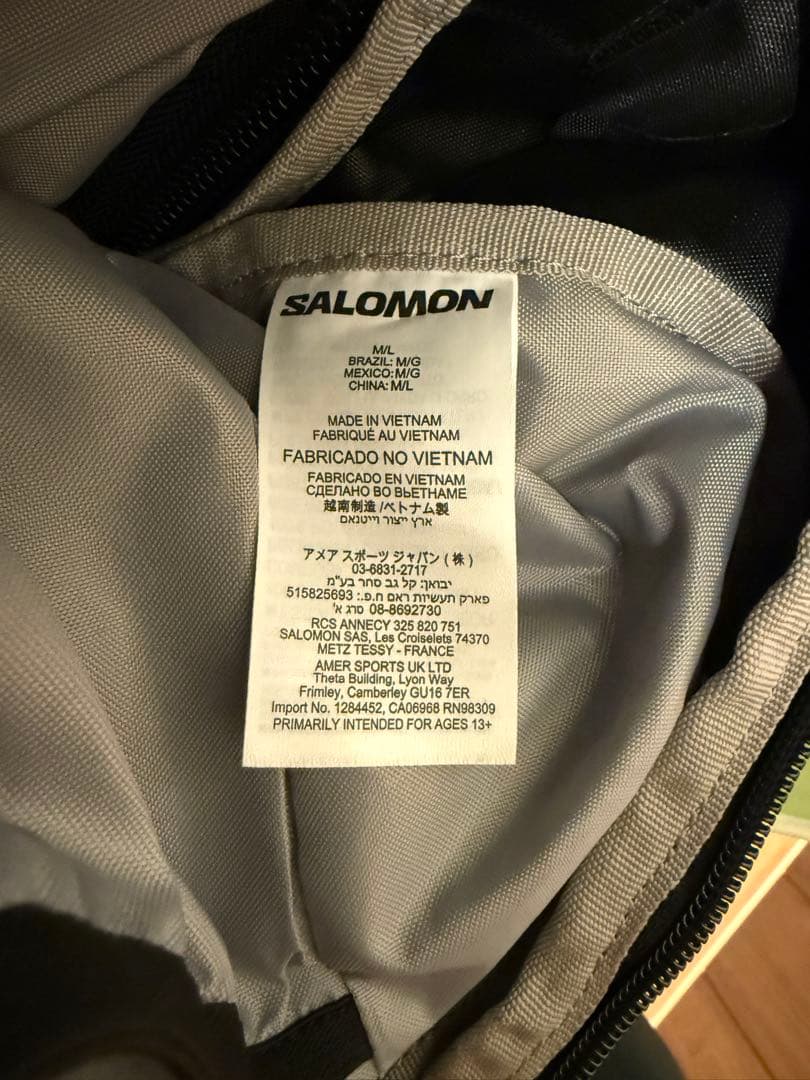 SALOMON
M/L
BRAZIL: M/G
MEXICO: M/G
CHINA: M/L
MADE IN VIETNAM
FABRIQUÉ AU VIETNAM
FABRICADO NO VIETNAM
FABRICADO EN VIETNAM
СДЕЛАНО ВО ВЬЕТНАМЕ
越南制造 /ベトナム製
ארץ ייצור וייטנאם
アメア スポーツ ジャパン ( 株 )
03-6831-2717
יבואן: קל גב סחר בע"מ
פארק תעשיות ראם ח.פ.: 515825693
08-8692730 סרג א'
RCS ANNECY 325 820 751
SALOMON SAS, Les Croiselets 74370
METZ TESSY - FRANCE
AMER SPORTS UK LTD
Theta Building, Lyon Way
Frimley, Camberley GU16 7ER
Import No. 1284452, CA06968 RN98309
PRIMARILY INTENDED FOR AGES 13+